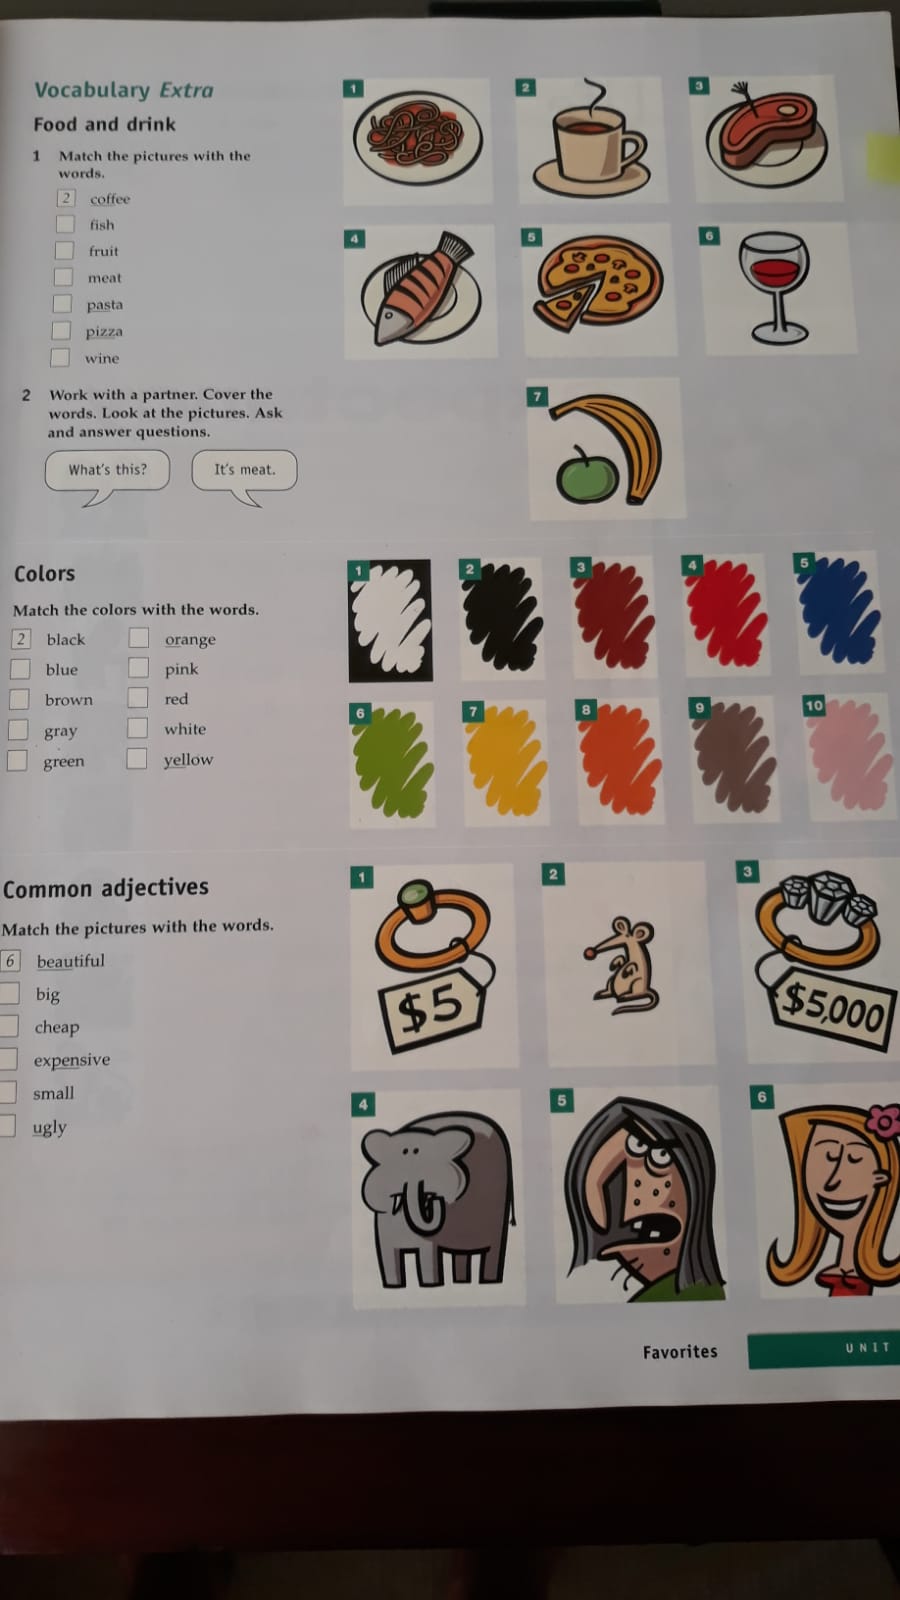 Vocabulary Extra
Food and drink
1 Match the pictures with the
words.
2 coffee
fish
fruit
meat
pasta
pizza
wine
1
2
3
4
5
6
7
2 Work with a partner. Cover the
words. Look at the pictures. Ask
and answer questions.
What's this?
It's meat.
Colors
Match the colors with the words.
2 black
blue
brown
gray
green
orange
pink
red
white
yellow
1
2
3
4
5
6
7
8
9
10
Common adjectives
Match the pictures with the words.
6 beautiful
big
cheap
expensive
small
ugly
1
$5
2
3
$5,000
4
5
6
Favorites
UNIT